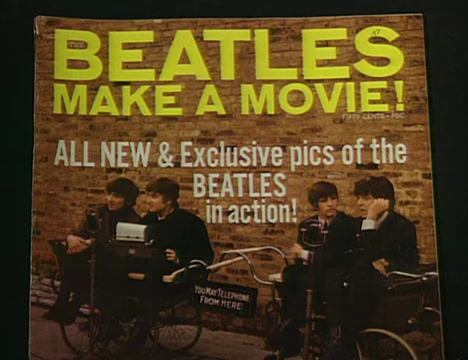 THE
BEATLES
MAKE A MOVIE!
FIFTY CENTS - PDC
ALL NEW & Exclusive pics of the
BEATLES
in action!
YOU MAY TELEPHONE
FROM HERE